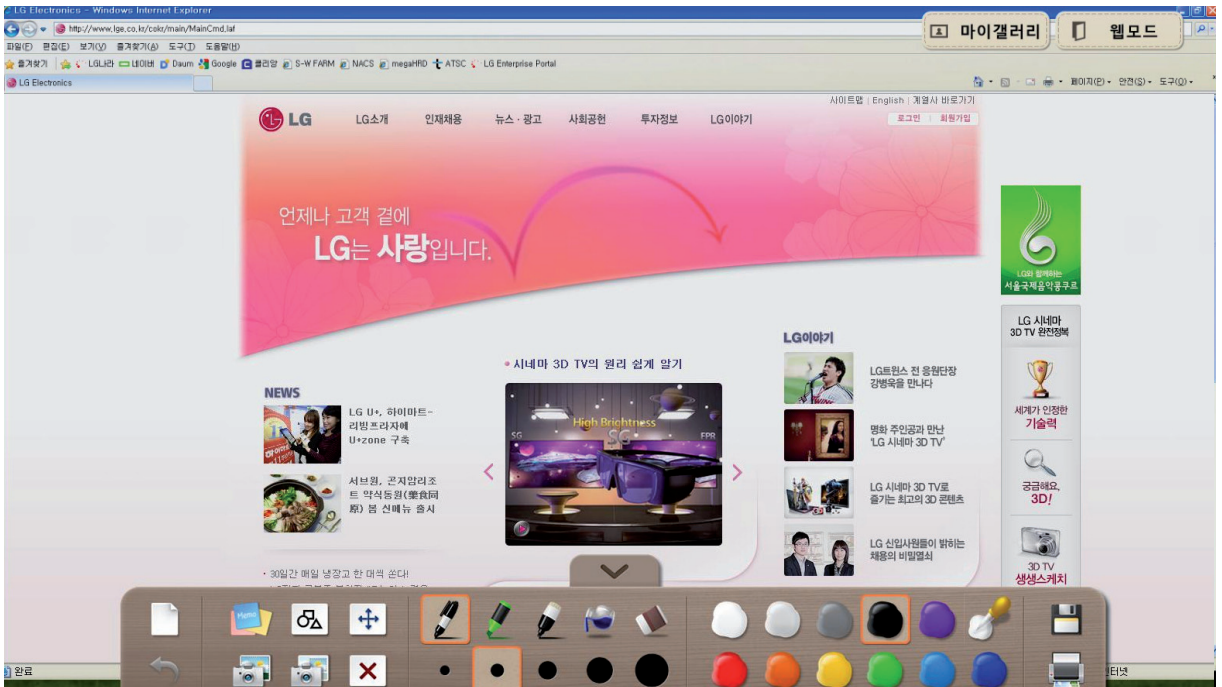 LG Electronics - Windows Internet Explorer
http://www.lge.co.kr/cokr/main/MainCmd.laf
마이갤러리
웹모드
파일(F) 편집(E) 보기(V) 즐겨찾기(A) 도구(T) 도움말(H)
즐겨찾기 LG나라 네이버 Daum Google 클리앙 S-W FARM NACS megaHRD ATSC LG Enterprise Portal
LG Electronics
페이지(P) 안전(S) 도구(O)
사이트맵 | English | 계열사 바로가기
로그인 | 회원가입
LG
LG소개 인재채용 뉴스·광고 사회공헌 투자정보 LG이야기
언제나 고객 곁에
LG는 사랑입니다.
LG와 함께하는
서울국제음악콩쿠르
LG 시네마
3D TV 완전정복
세계가 인정한
기술력
궁금해요,
3D!
3D TV
생생스케치
NEWS
LG U+, 하이마트-
리빙프라자에
U+zone 구축
서브원, 곤지암리조
트 약식동원(藥食同
原) 봄 신메뉴 출시
• 30일간 매일 냉장고 한 대씩 쏜다!
시네마 3D TV의 원리 쉽게 알기
High Brightness
SG
SG
FPR
LG이야기
LG트윈스 전 응원단장
강병욱을 만나다
명화 주인공과 만난
'LG 시네마 3D TV'
LG 시네마 3D TV로
즐기는 최고의 3D 콘텐츠
LG 신입사원들이 밝히는
채용의 비밀열쇠
Memo
완료
터넷